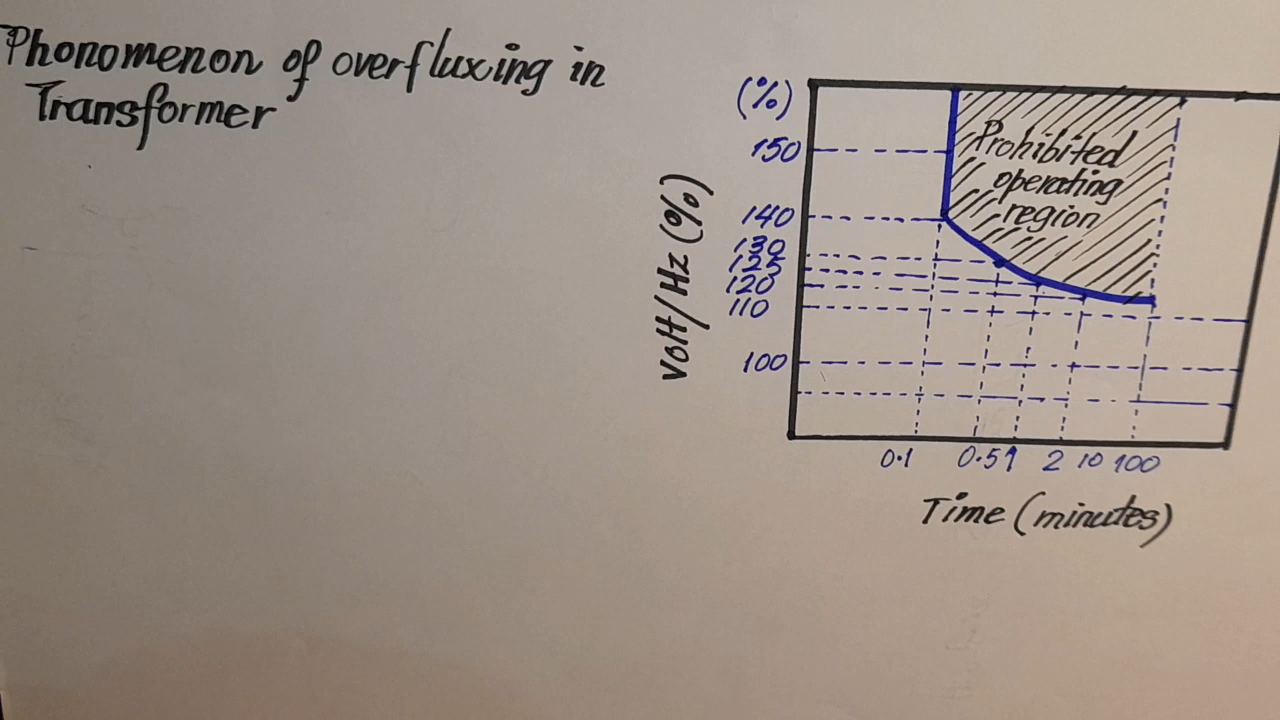 Phonomenon of overfluxing in
Transformer
(%)
150
140
130
125
120
110
100
Volt/Hz (%)
Prohibited
operating
region
0.1 0.5 1 2 10 100
Time (minutes)